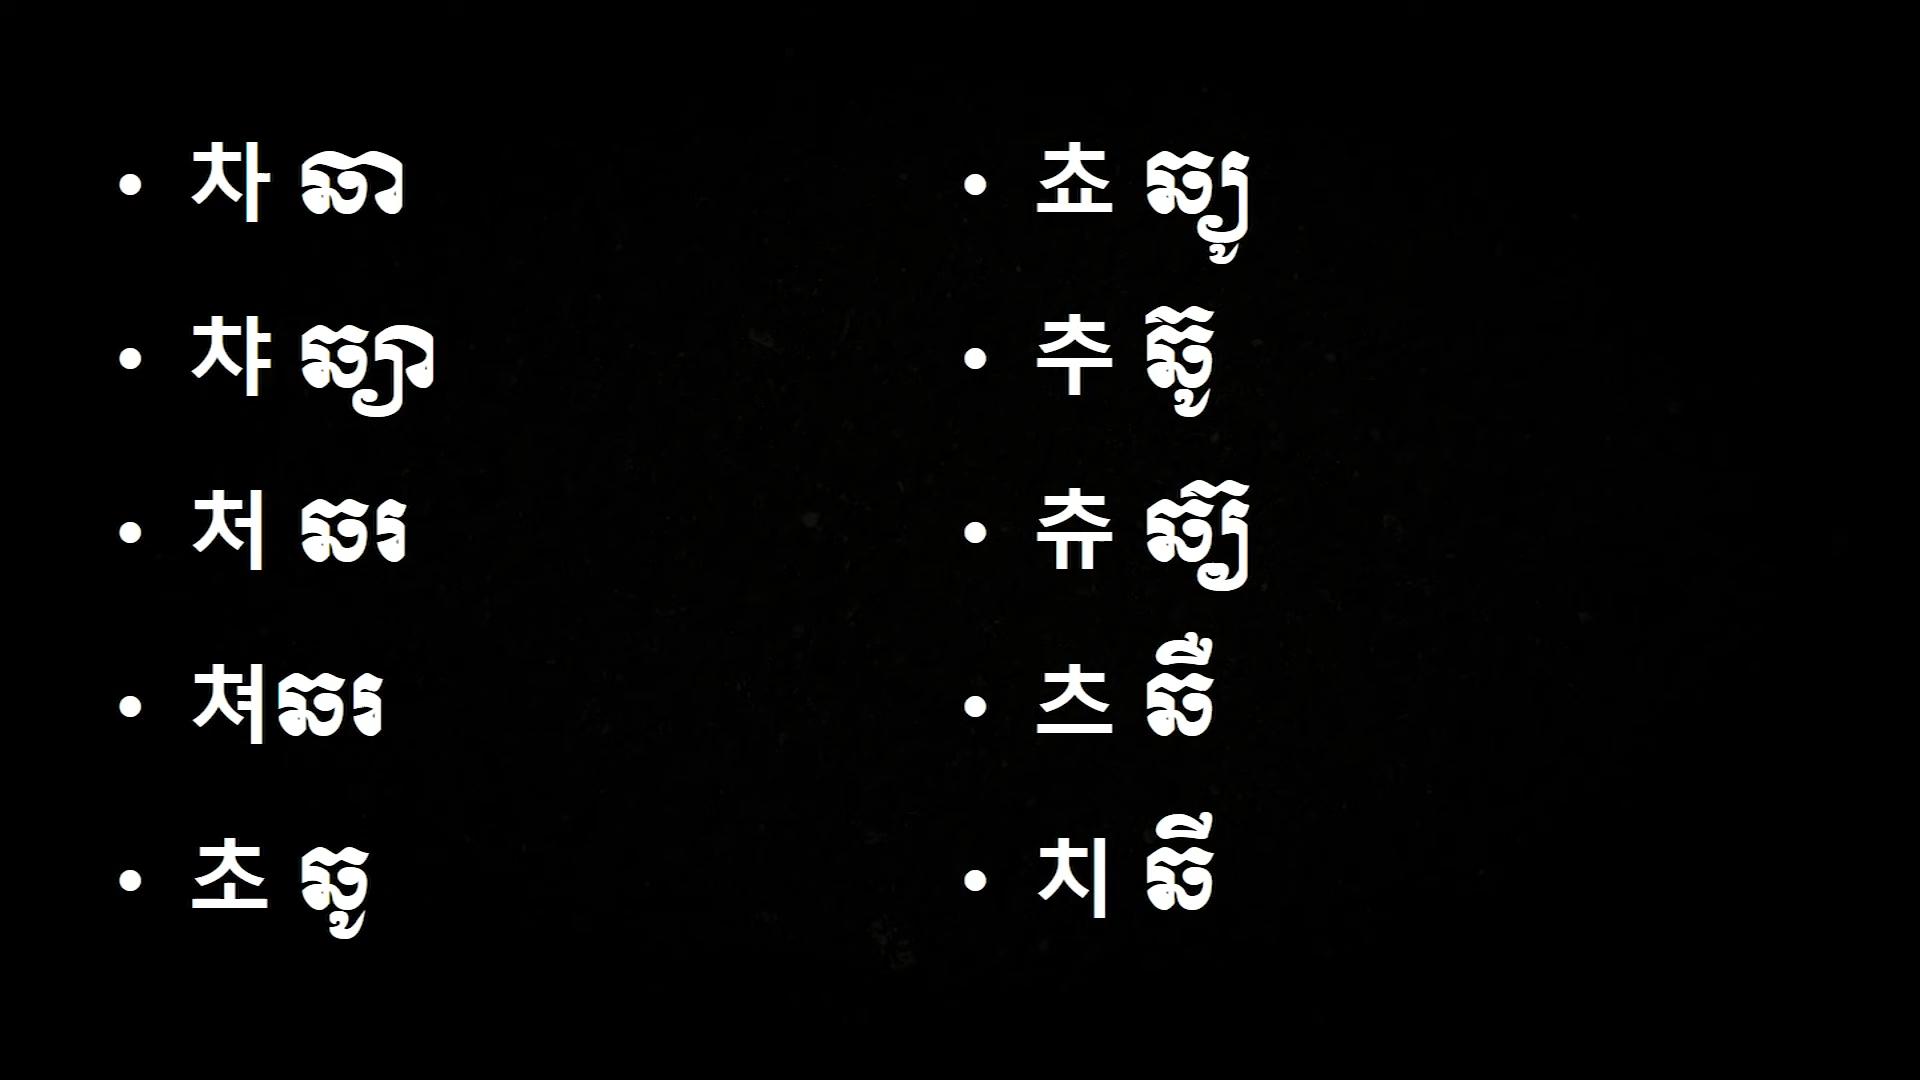 • 차 ឆា
• 챠 ឆ្យា
• 처 ឆរ
• 쳐ឆរ
• 초 ឆូ
• 쵸 ឆ្យូ
• 추 ឆ៊ូ
• 츄 ឆ្យ៊ូ
• 츠 ឆឺ
• 치 ឆី